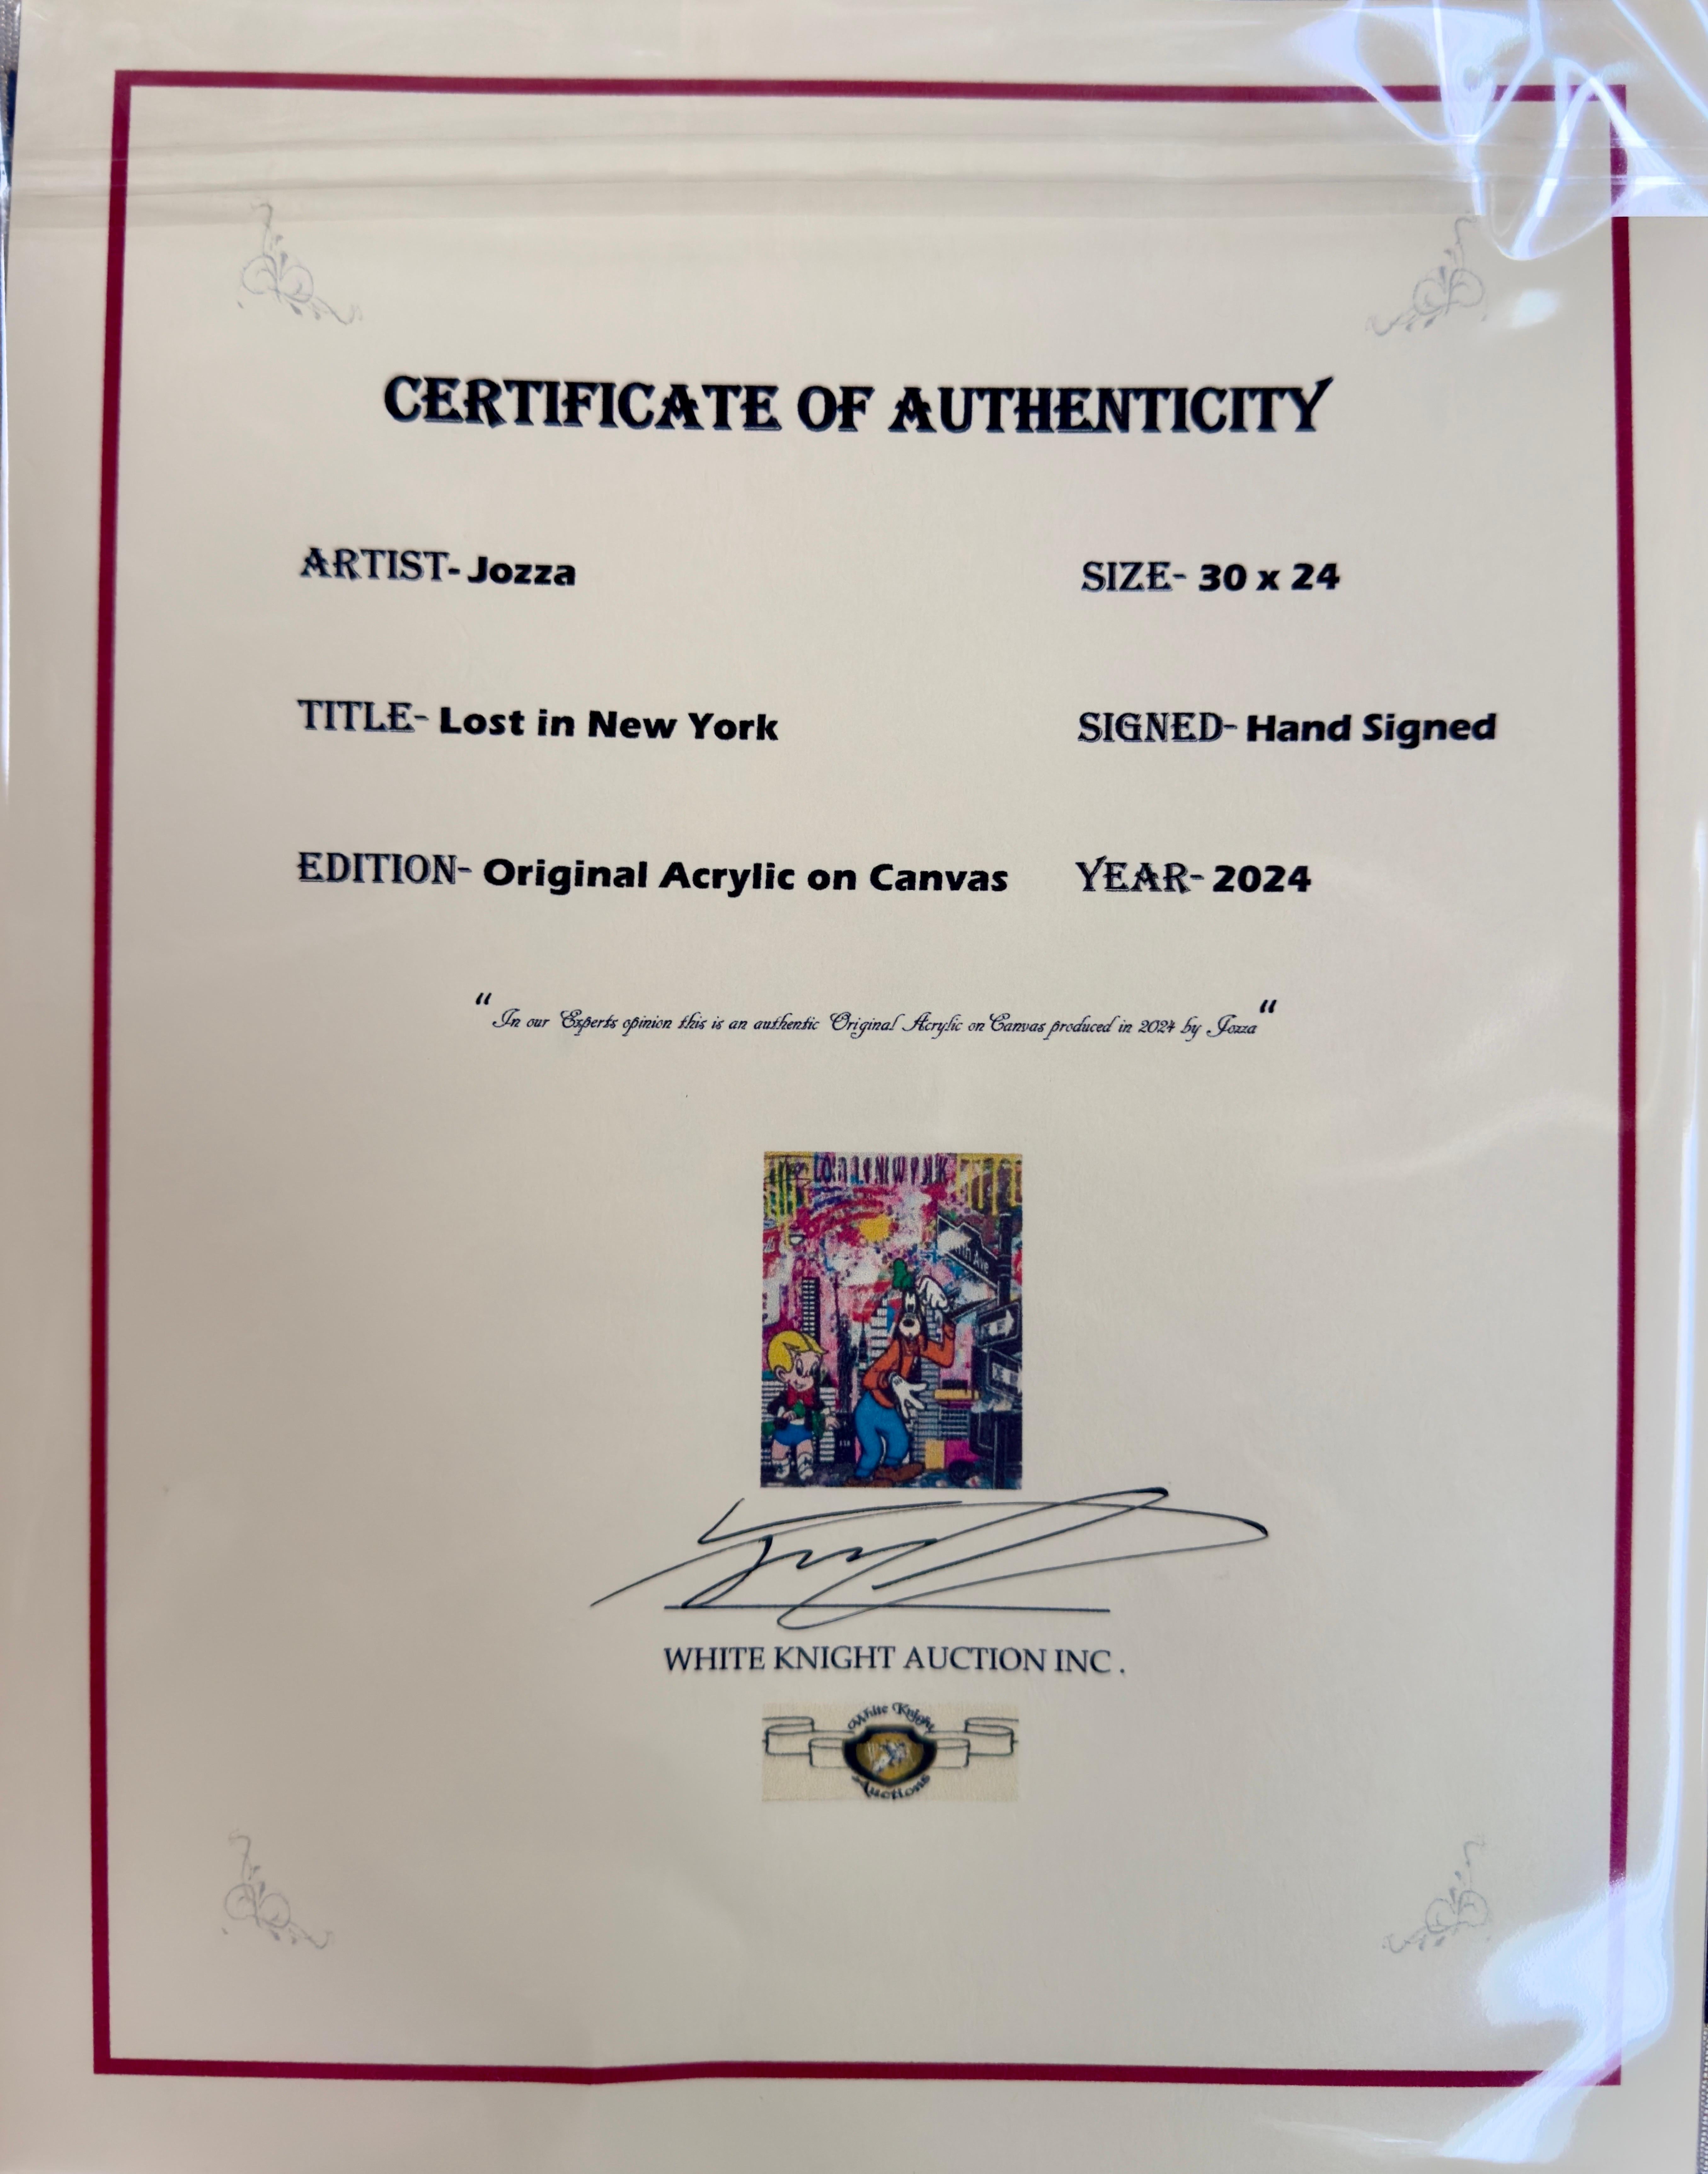 CERTIFICATE OF AUTHENTICITY
ARTIST- Jozza
SIZE- 30 x 24
TITLE- Lost in New York
SIGNED- Hand Signed
EDITION- Original Acrylic on Canvas
YEAR- 2024
“In our Experts opinion this is an authentic Original Acrylic on Canvas produced in 2024 by Jozza“
Ave
WHITE KNIGHT AUCTION INC.
White Knight
Auctions